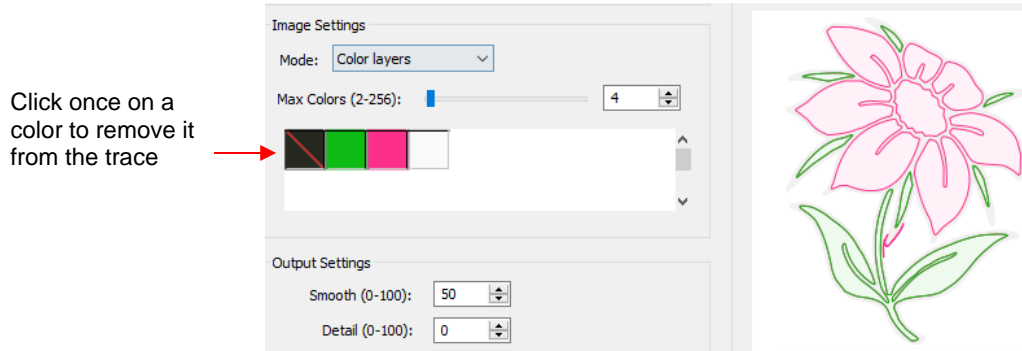 Image Settings
Mode: Color layers
Max Colors (2-256): 4
Click once on a
color to remove it
from the trace
Output Settings
Smooth (0-100): 50
Detail (0-100): 0